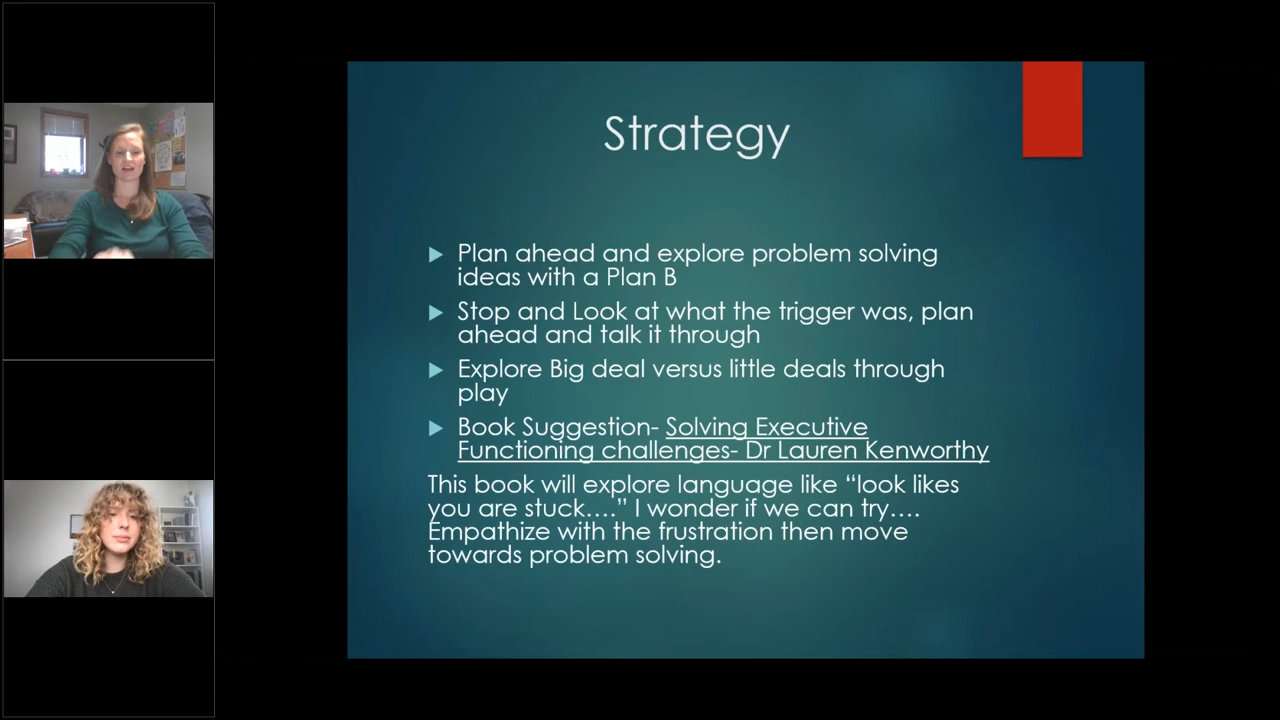 Strategy
Plan ahead and explore problem solving
ideas with a Plan B
Stop and Look at what the trigger was, plan
ahead and talk it through
Explore Big deal versus little deals through
play
Book Suggestion- Solving Executive
Functioning challenges- Dr Lauren Kenworthy
This book will explore language like “look likes
you are stuck….” I wonder if we can try….
Empathize with the frustration then move
towards problem solving.